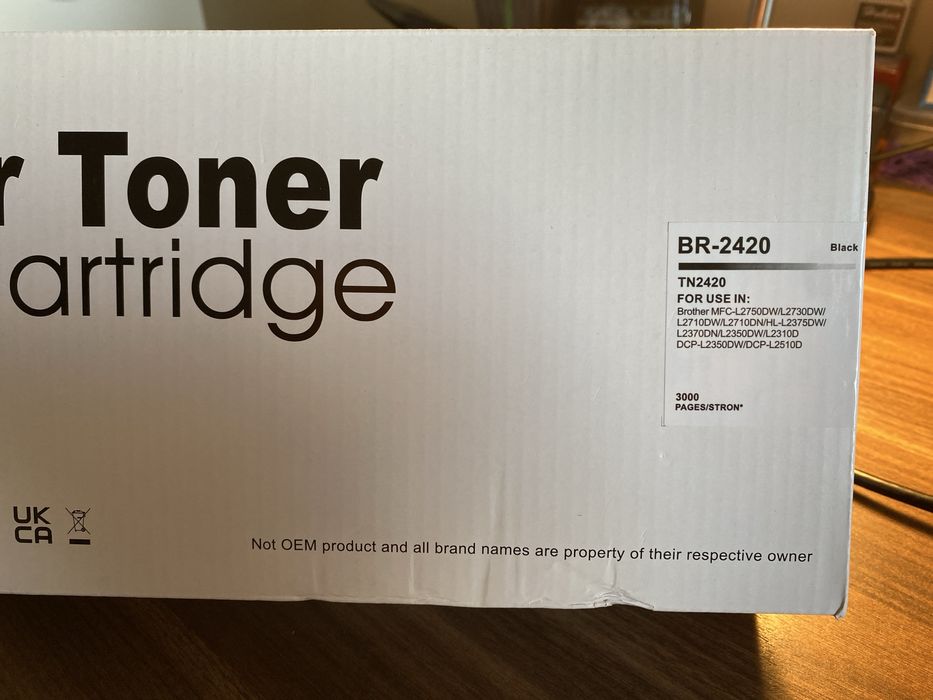 r Toner
artridge
BR-2420 Black
TN2420
FOR USE IN:
Brother MFC-L2750DW/L2730DW/
L2710DW/L2710DN/HL-L2375DW/
L2370DN/L2350DW/L2310D
DCP-L2350DW/DCP-L2510D
3000
PAGES/STRON*
UK
CA
Not OEM product and all brand names are property of their respective owner